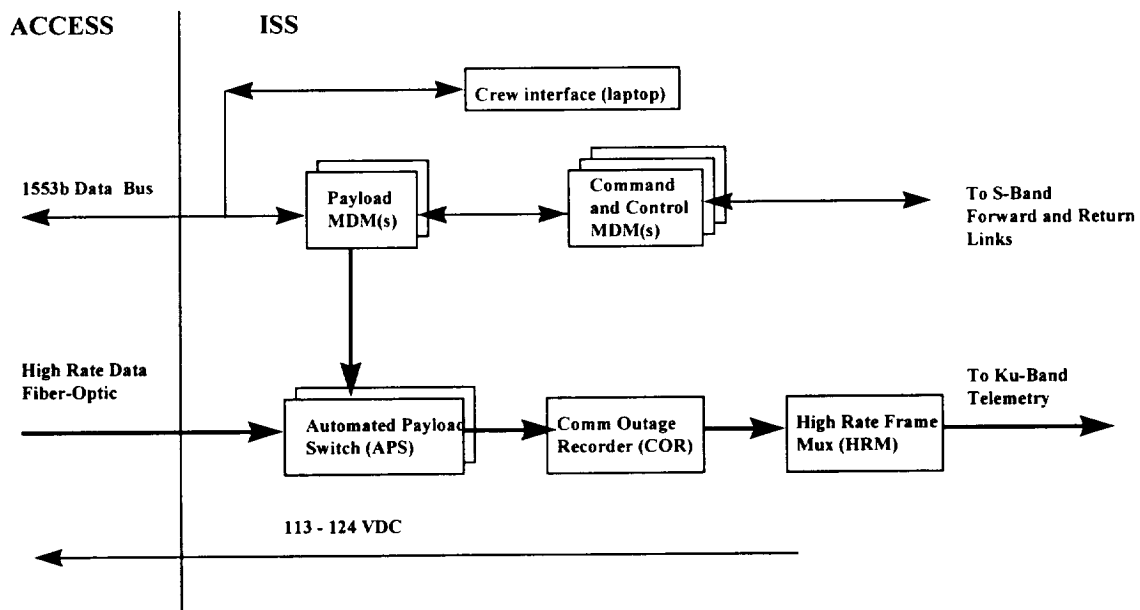 ACCESS
ISS
Crew interface (laptop)
1553b Data Bus
Payload
MDM(s)
Command
and Control
MDM(s)
To S-Band
Forward and Return
Links
High Rate Data
Fiber-Optic
Automated Payload
Switch (APS)
Comm Outage
Recorder (COR)
High Rate Frame
Mux (HRM)
To Ku-Band
Telemetry
113 - 124 VDC